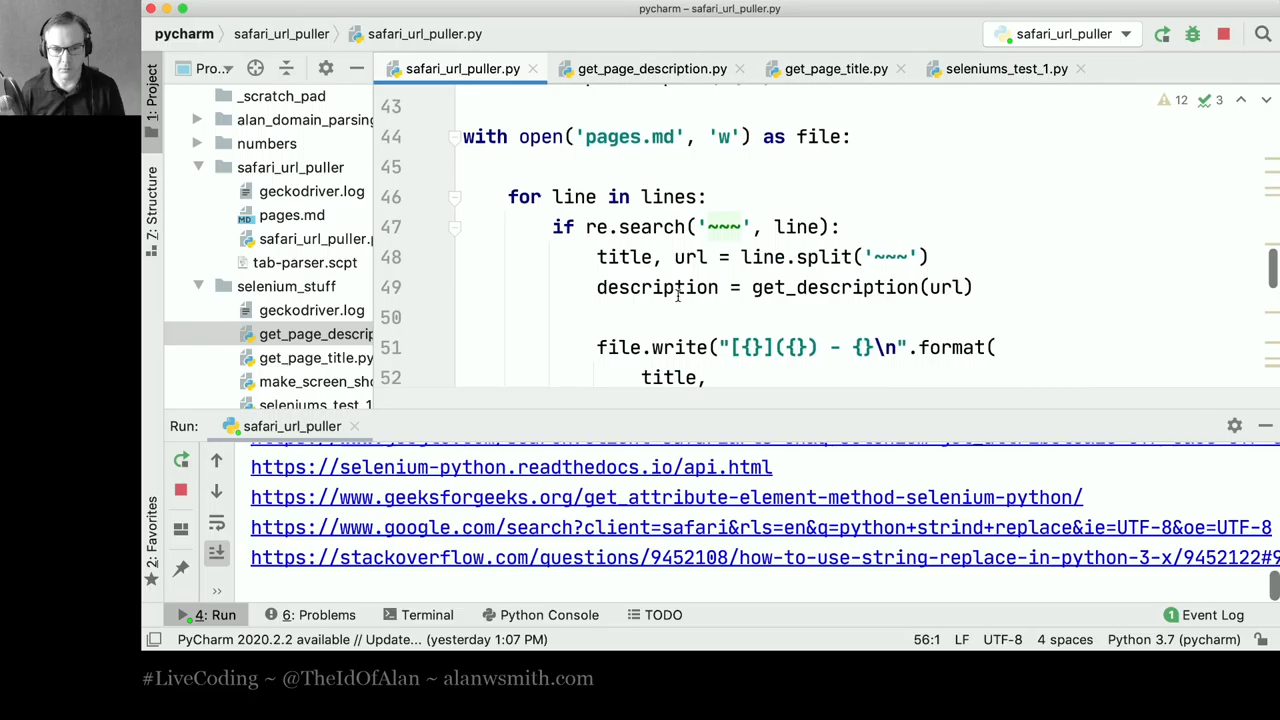 pycharm – safari_url_puller.py
pycharm safari_url_puller safari_url_puller.py safari_url_puller
1: Project
Pro... safari_url_puller.py get_page_description.py get_page_title.py seleniums_test_1.py
_scratch_pad
alan_domain_parsing
numbers
safari_url_puller
geckodriver.log
pages.md
safari_url_puller.p
tab-parser.scpt
selenium_stuff
geckodriver.log
get_page_descrip
get_page_title.py
make_screen_sho
seleniums_test_1
Z: Structure
12 3
43
44 with open('pages.md', 'w') as file:
45
46 for line in lines:
47 if re.search('~~~', line):
48 title, url = line.split('~~~')
49 description = get_description(url)
50
51 file.write("[{}]({}) - {}\n".format(
52 title,
Run: safari_url_puller
https://selenium-python.readthedocs.io/api.html
https://www.geeksforgeeks.org/get_attribute-element-method-selenium-python/
https://www.google.com/search?client=safari&rls=en&q=python+strind+replace&ie=UTF-8&oe=UTF-8
https://stackoverflow.com/questions/9452108/how-to-use-string-replace-in-python-3-x/9452122#9
2: Favorites
4: Run 6: Problems Terminal Python Console TODO 1 Event Log
PyCharm 2020.2.2 available // Update... (yesterday 1:07 PM) 56:1 LF UTF-8 4 spaces Python 3.7 (pycharm)
#LiveCoding ~ @TheIdOfAlan ~ alanwsmith.com